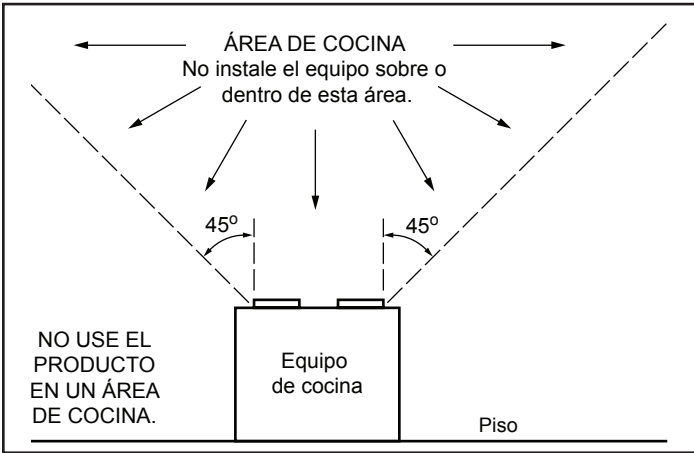 ÁREA DE COCINA
No instale el equipo sobre o
dentro de esta área.
45º
45º
NO USE EL
PRODUCTO
EN UN ÁREA
DE COCINA.
Equipo
de cocina
Piso